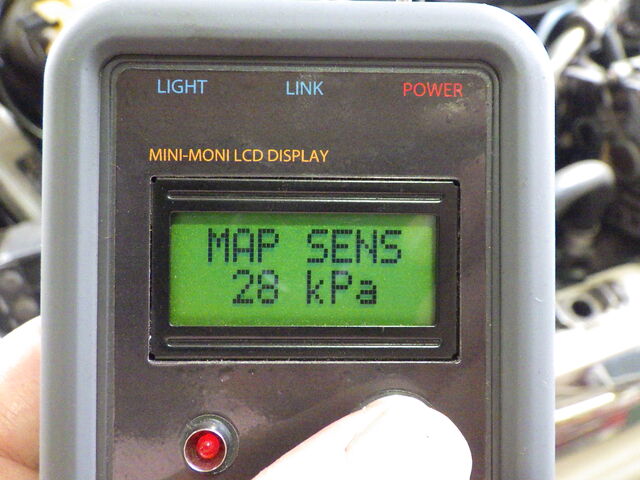 LIGHT LINK POWER
MINI-MONI LCD DISPLAY
MAP SENS
28 kPa